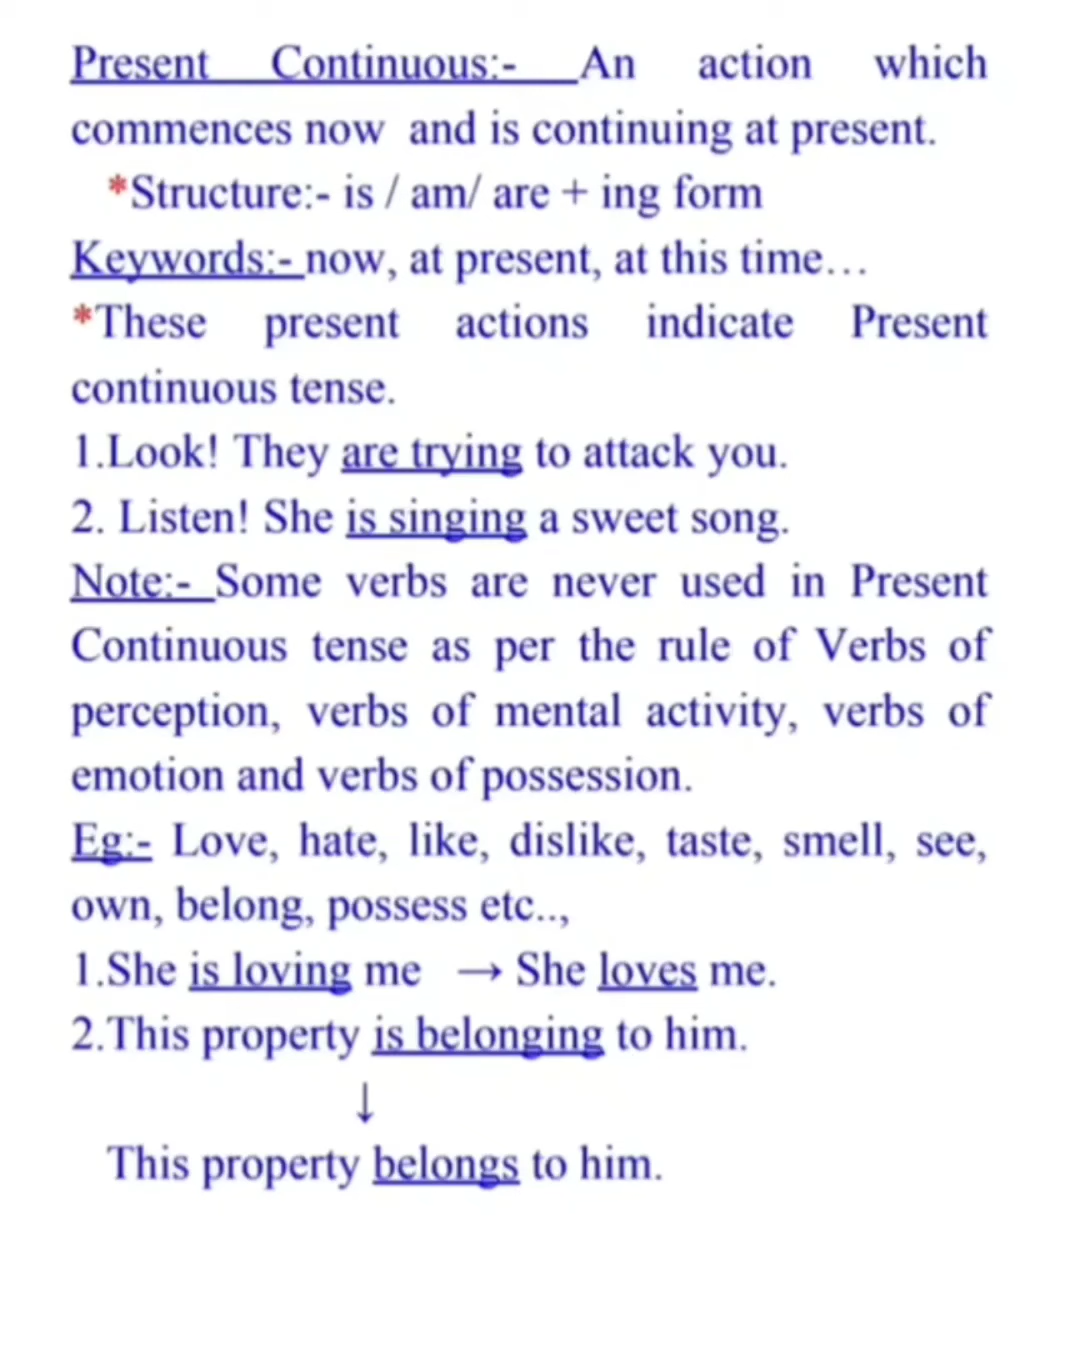 Present Continuous:- An action which
commences now and is continuing at present.
*Structure:- is / am/ are + ing form
Keywords:- now, at present, at this time…
*These present actions indicate Present
continuous tense.
1.Look! They are trying to attack you.
2. Listen! She is singing a sweet song.
Note:- Some verbs are never used in Present
Continuous tense as per the rule of Verbs of
perception, verbs of mental activity, verbs of
emotion and verbs of possession.
Eg:- Love, hate, like, dislike, taste, smell, see,
own, belong, possess etc..,
1.She is loving me → She loves me.
2.This property is belonging to him.
↓
This property belongs to him.